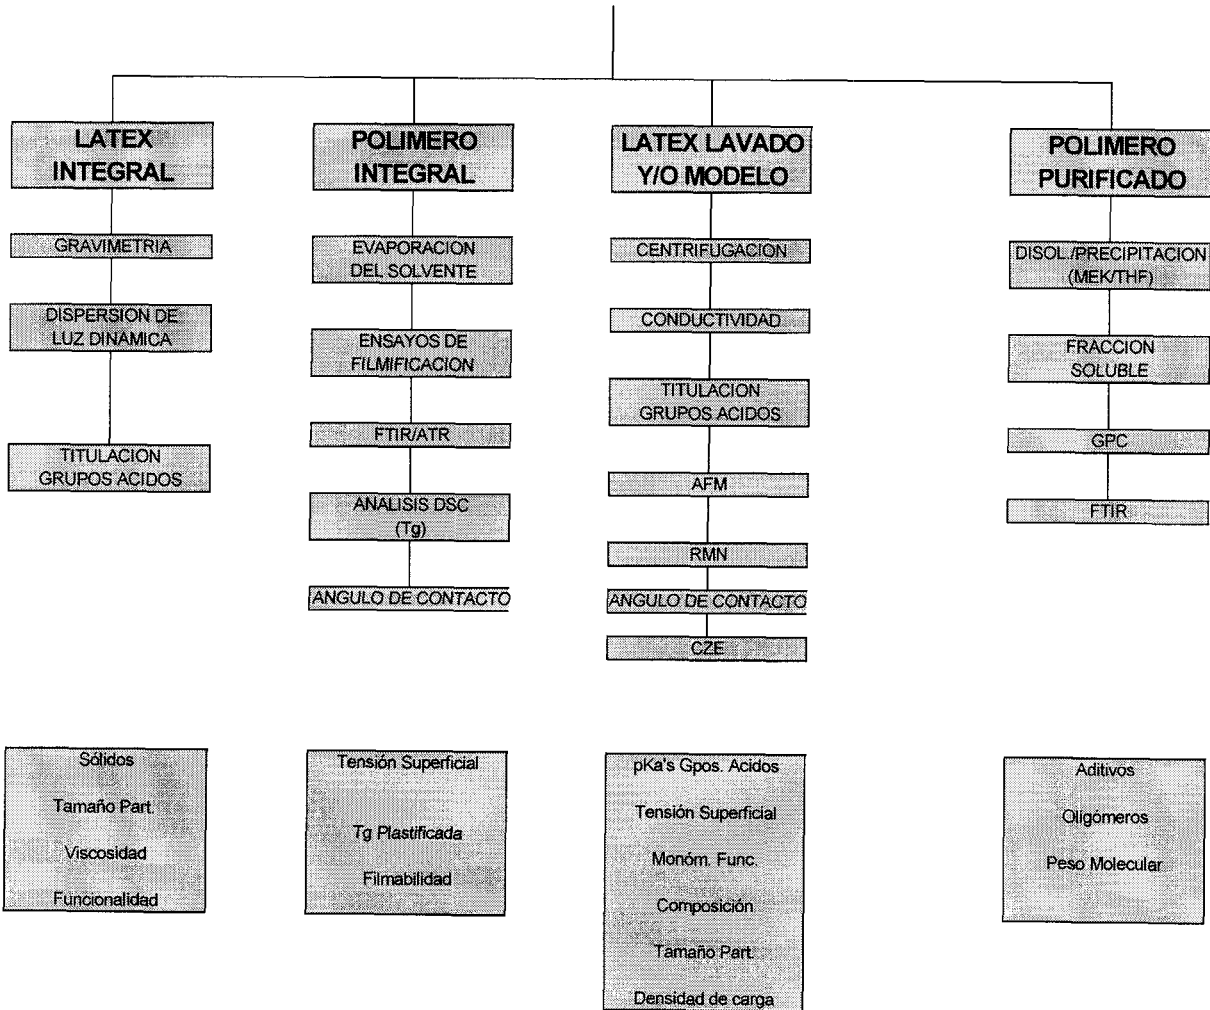 LATEX
INTEGRAL
GRAVIMETRIA
DISPERSION DE
LUZ DINAMICA
TITULACION
GRUPOS ACIDOS
POLIMERO
INTEGRAL
EVAPORACION
DEL SOLVENTE
ENSAYOS DE
FILMIFICACION
FTIR/ATR
ANALISIS DSC
(Tg)
ANGULO DE CONTACTO
LATEX LAVADO
Y/O MODELO
CENTRIFUGACION
CONDUCTIVIDAD
TITULACION
GRUPOS ACIDOS
AFM
RMN
ANGULO DE CONTACTO
CZE
POLIMERO
PURIFICADO
DISOL./PRECIPITACION
(MEK/THF)
FRACCION
SOLUBLE
GPC
FTIR
Sólidos
Tamaño Part.
Viscosidad
Funcionalidad
Tensión Superficial
Tg Plastificada
Filmabilidad
pKa's Gpos. Acidos
Tensión Superficial
Monóm. Func.
Composición
Tamaño Part.
Densidad de carga
Aditivos
Oligómeros
Peso Molecular